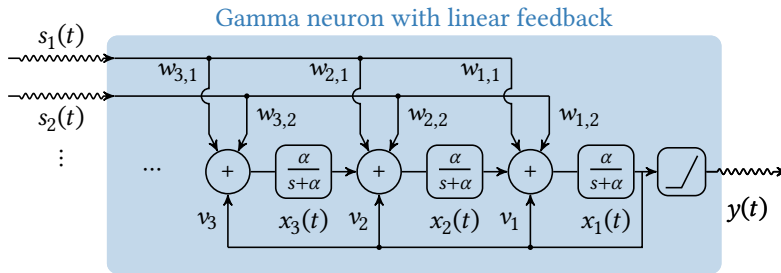 Gamma neuron with linear feedback
s₁(t)
w₃,₁ w₂,₁ w₁,₁
s₂(t)
w₃,₂ w₂,₂ w₁,₂
⋮
... + α/(s+α) + α/(s+α) + α/(s+α)
v₃ x₃(t) v₂ x₂(t) v₁ x₁(t) y(t)